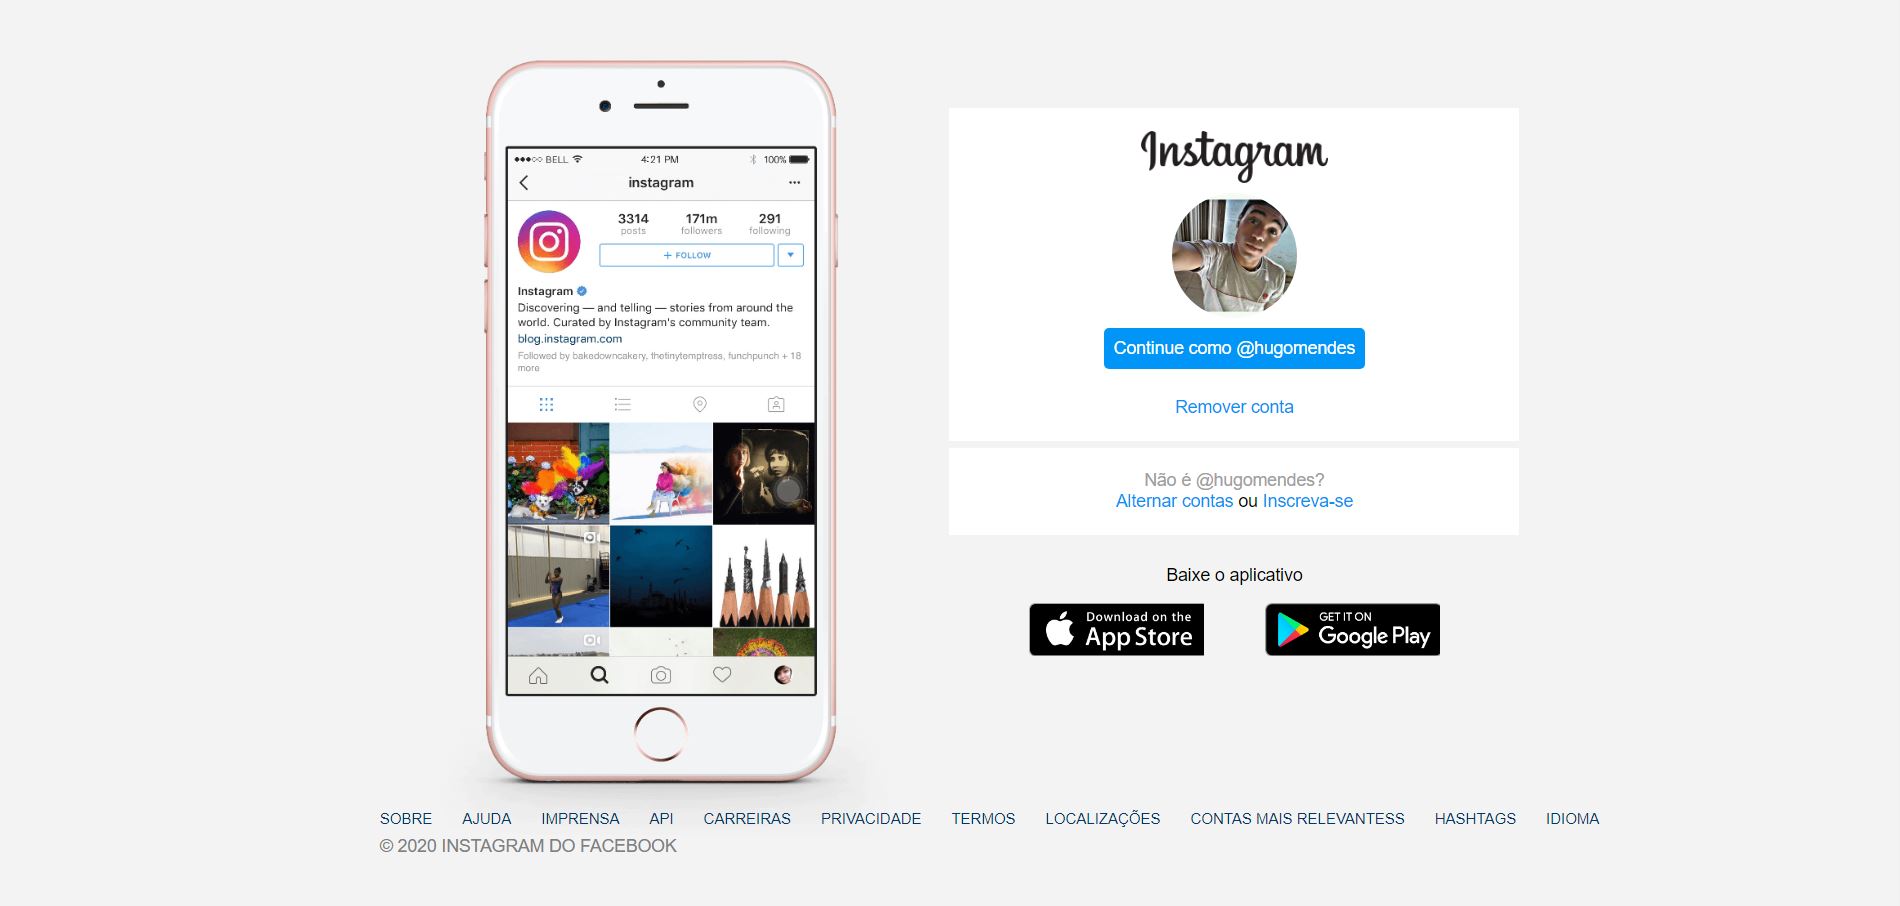 BELL
4:21 PM
100%
instagram
3314
posts
171m
followers
291
following
+ FOLLOW
Instagram
Discovering — and telling — stories from around the
world. Curated by Instagram's community team.
blog.instagram.com
Followed by bakedowncakery, thetinytemptress, funchpunch + 18
more
Instagram
Continue como @hugomendes
Remover conta
Não é @hugomendes?
Alternar contas ou Inscreva-se
Baixe o aplicativo
Download on the
App Store
GET IT ON
Google Play
SOBRE AJUDA IMPRENSA API CARREIRAS PRIVACIDADE TERMOS LOCALIZAÇÕES CONTAS MAIS RELEVANTESS HASHTAGS IDIOMA
© 2020 INSTAGRAM DO FACEBOOK